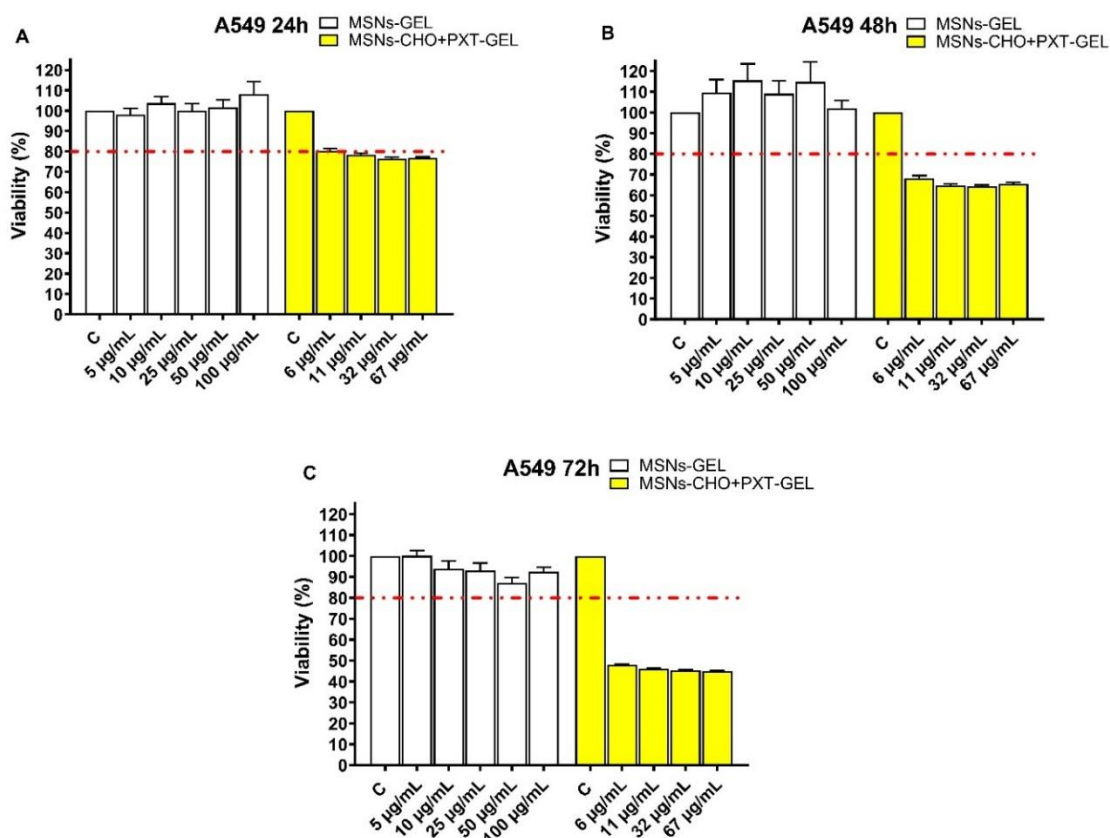 A
A549 24h
MSNs-GEL
MSNs-CHO+PXT-GEL
Viability (%)
120
110
100
90
80
70
60
50
40
30
20
10
0
C
5 µg/mL
10 µg/mL
25 µg/mL
50 µg/mL
100 µg/mL
C
6 µg/mL
11 µg/mL
32 µg/mL
67 µg/mL
B
A549 48h
MSNs-GEL
MSNs-CHO+PXT-GEL
Viability (%)
120
110
100
90
80
70
60
50
40
30
20
10
0
C
5 µg/mL
10 µg/mL
25 µg/mL
50 µg/mL
100 µg/mL
C
6 µg/mL
11 µg/mL
32 µg/mL
67 µg/mL
C
A549 72h
MSNs-GEL
MSNs-CHO+PXT-GEL
Viability (%)
120
110
100
90
80
70
60
50
40
30
20
10
0
C
5 µg/mL
10 µg/mL
25 µg/mL
50 µg/mL
100 µg/mL
C
6 µg/mL
11 µg/mL
32 µg/mL
67 µg/mL